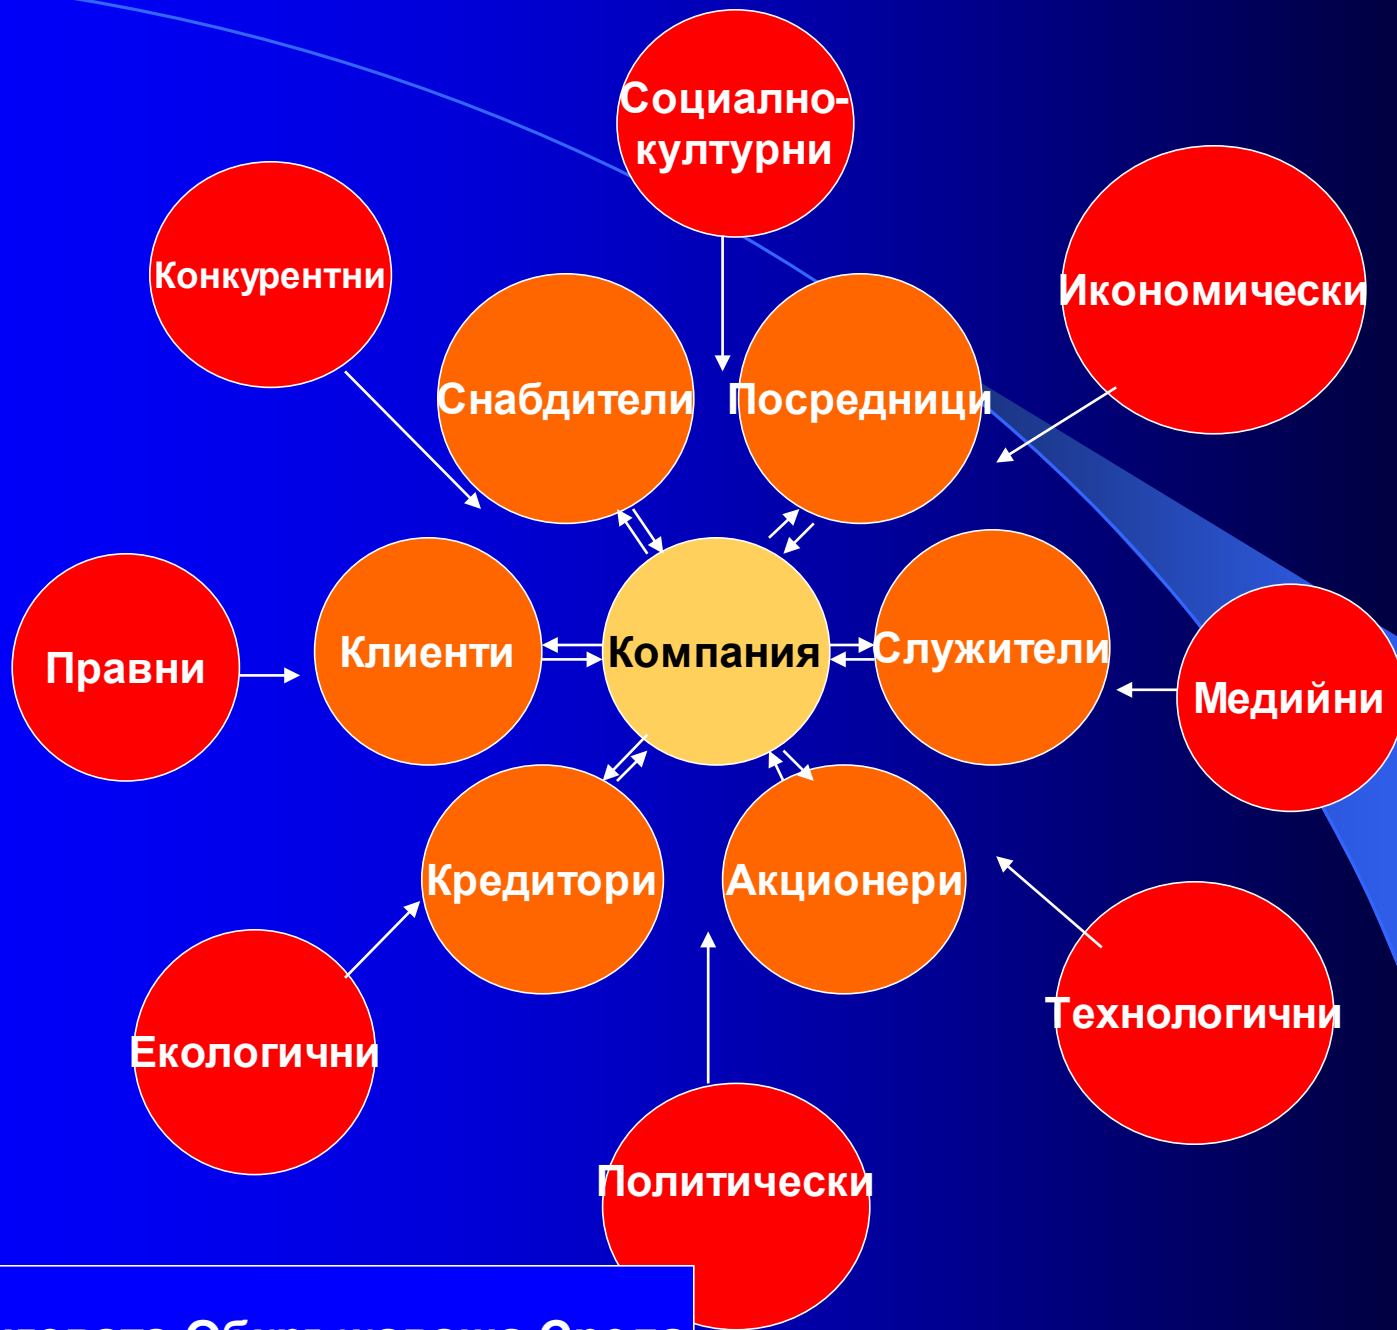 Социално-
културни
Конкурентни
Икономически
Снабдители
Посредници
Правни
Клиенти
Компания
Служители
Медийни
Кредитори
Акционери
Екологични
Технологични
Политически